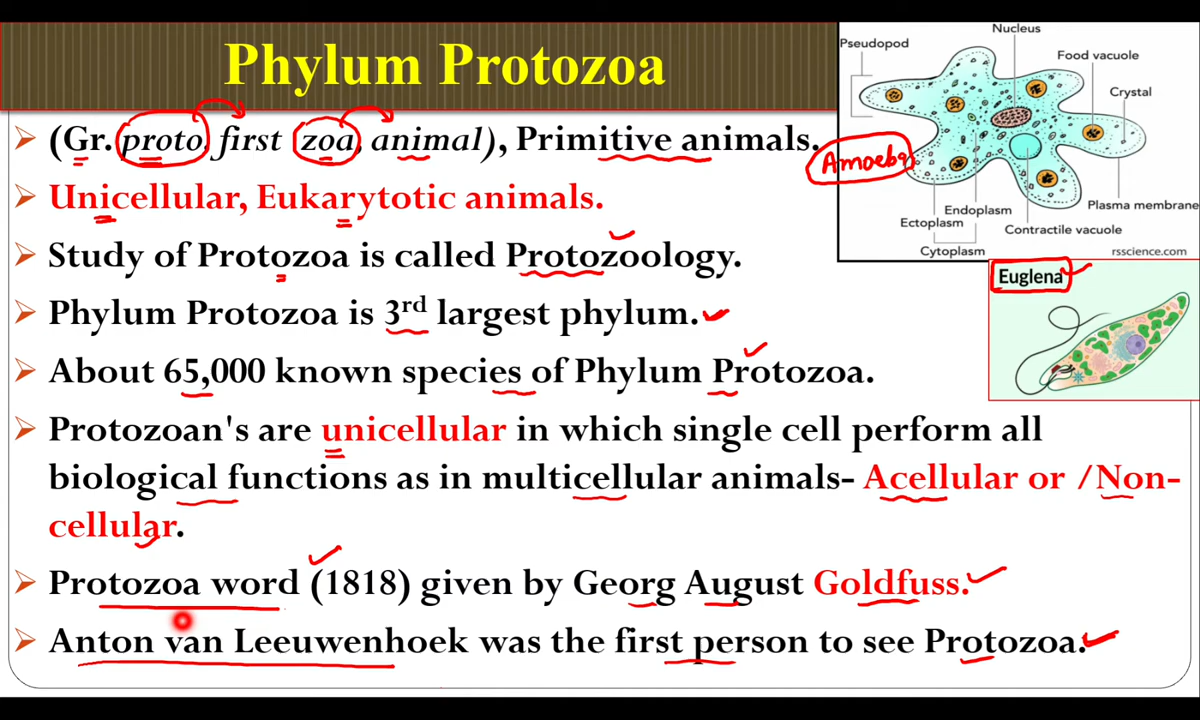 Phylum Protozoa
(Gr. proto, first zoa, animal), Primitive animals.
Unicellular, Eukarytotic animals.
Study of Protozoa is called Protozoology.
Phylum Protozoa is 3rd largest phylum.
About 65,000 known species of Phylum Protozoa.
Protozoan's are unicellular in which single cell perform all
biological functions as in multicellular animals- Acellular or /Non-
cellular.
Protozoa word (1818) given by Georg August Goldfuss.
Anton van Leeuwenhoek was the first person to see Protozoa.
Nucleus
Pseudopod
Food vacuole
Crystal
Amoeba
Plasma membrane
Endoplasm
Ectoplasm
Contractile vacuole
Cytoplasm
rsscience.com
Euglena